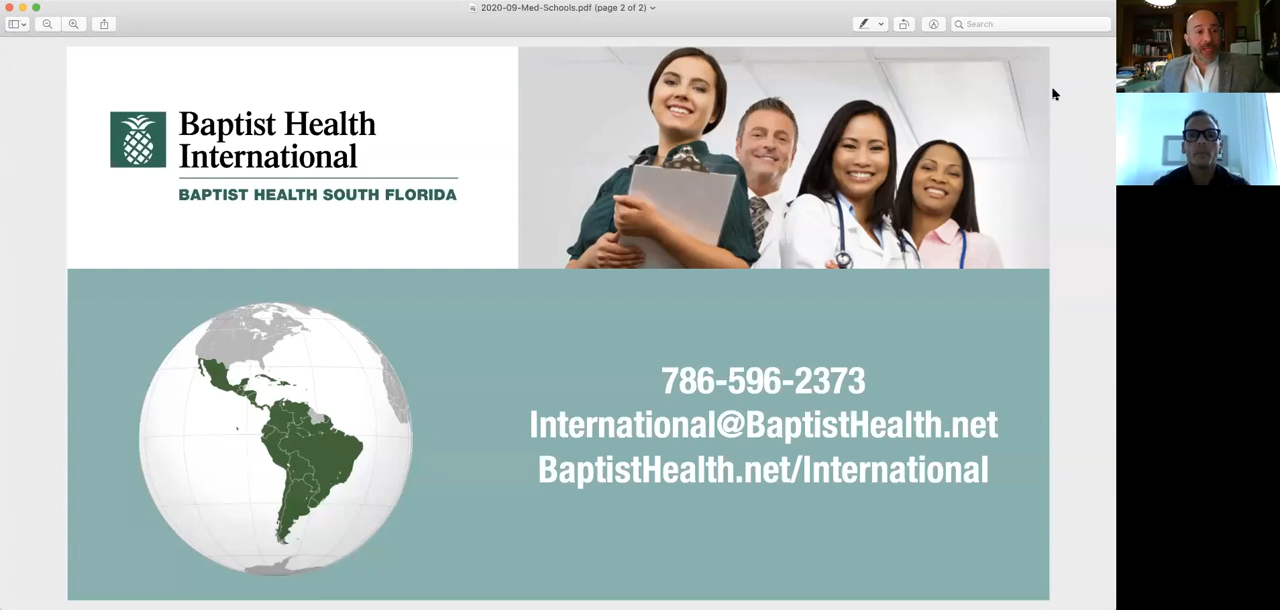 2020-09-Med-Schools.pdf (page 2 of 2)
Search
Baptist Health
International
BAPTIST HEALTH SOUTH FLORIDA
786-596-2373
International@BaptistHealth.net
BaptistHealth.net/International